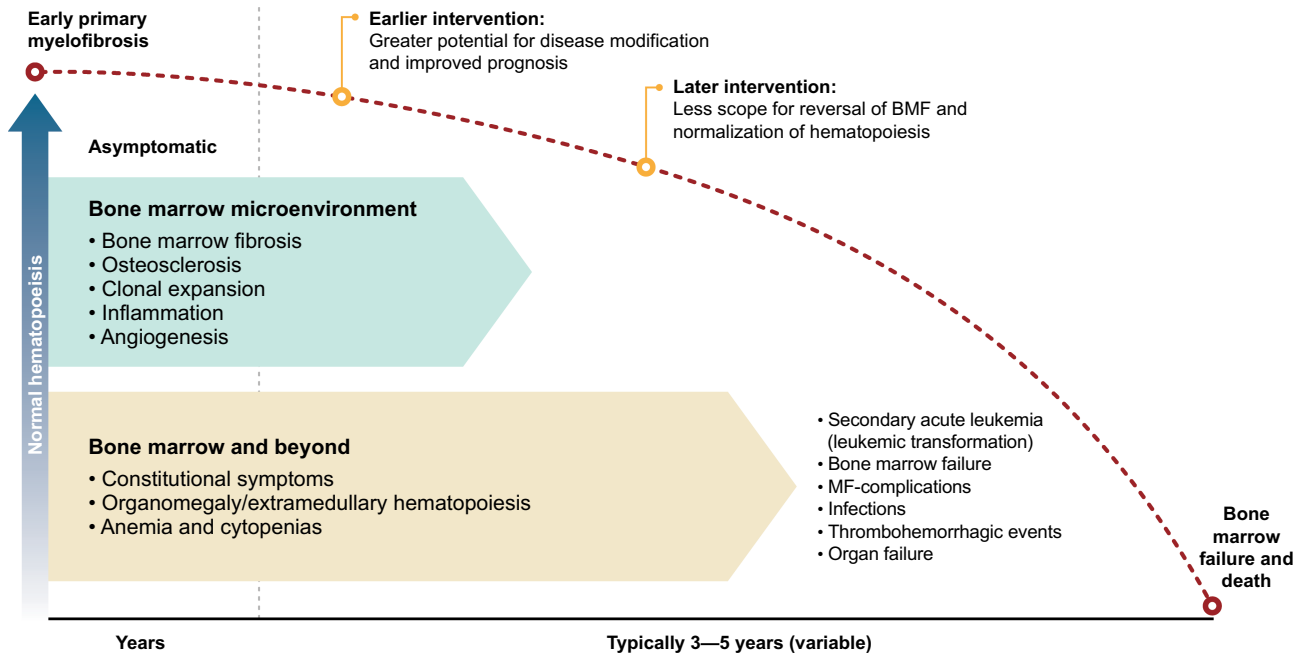 Early primary
myelofibrosis
Earlier intervention:
Greater potential for disease modification
and improved prognosis
Later intervention:
Less scope for reversal of BMF and
normalization of hematopoiesis
Asymptomatic
Normal hematopoeisis
Bone marrow microenvironment
• Bone marrow fibrosis
• Osteosclerosis
• Clonal expansion
• Inflammation
• Angiogenesis
Bone marrow and beyond
• Constitutional symptoms
• Organomegaly/extramedullary hematopoiesis
• Anemia and cytopenias
• Secondary acute leukemia
(leukemic transformation)
• Bone marrow failure
• MF-complications
• Infections
• Thrombohemorrhagic events
• Organ failure
Bone
marrow
failure and
death
Years
Typically 3—5 years (variable)